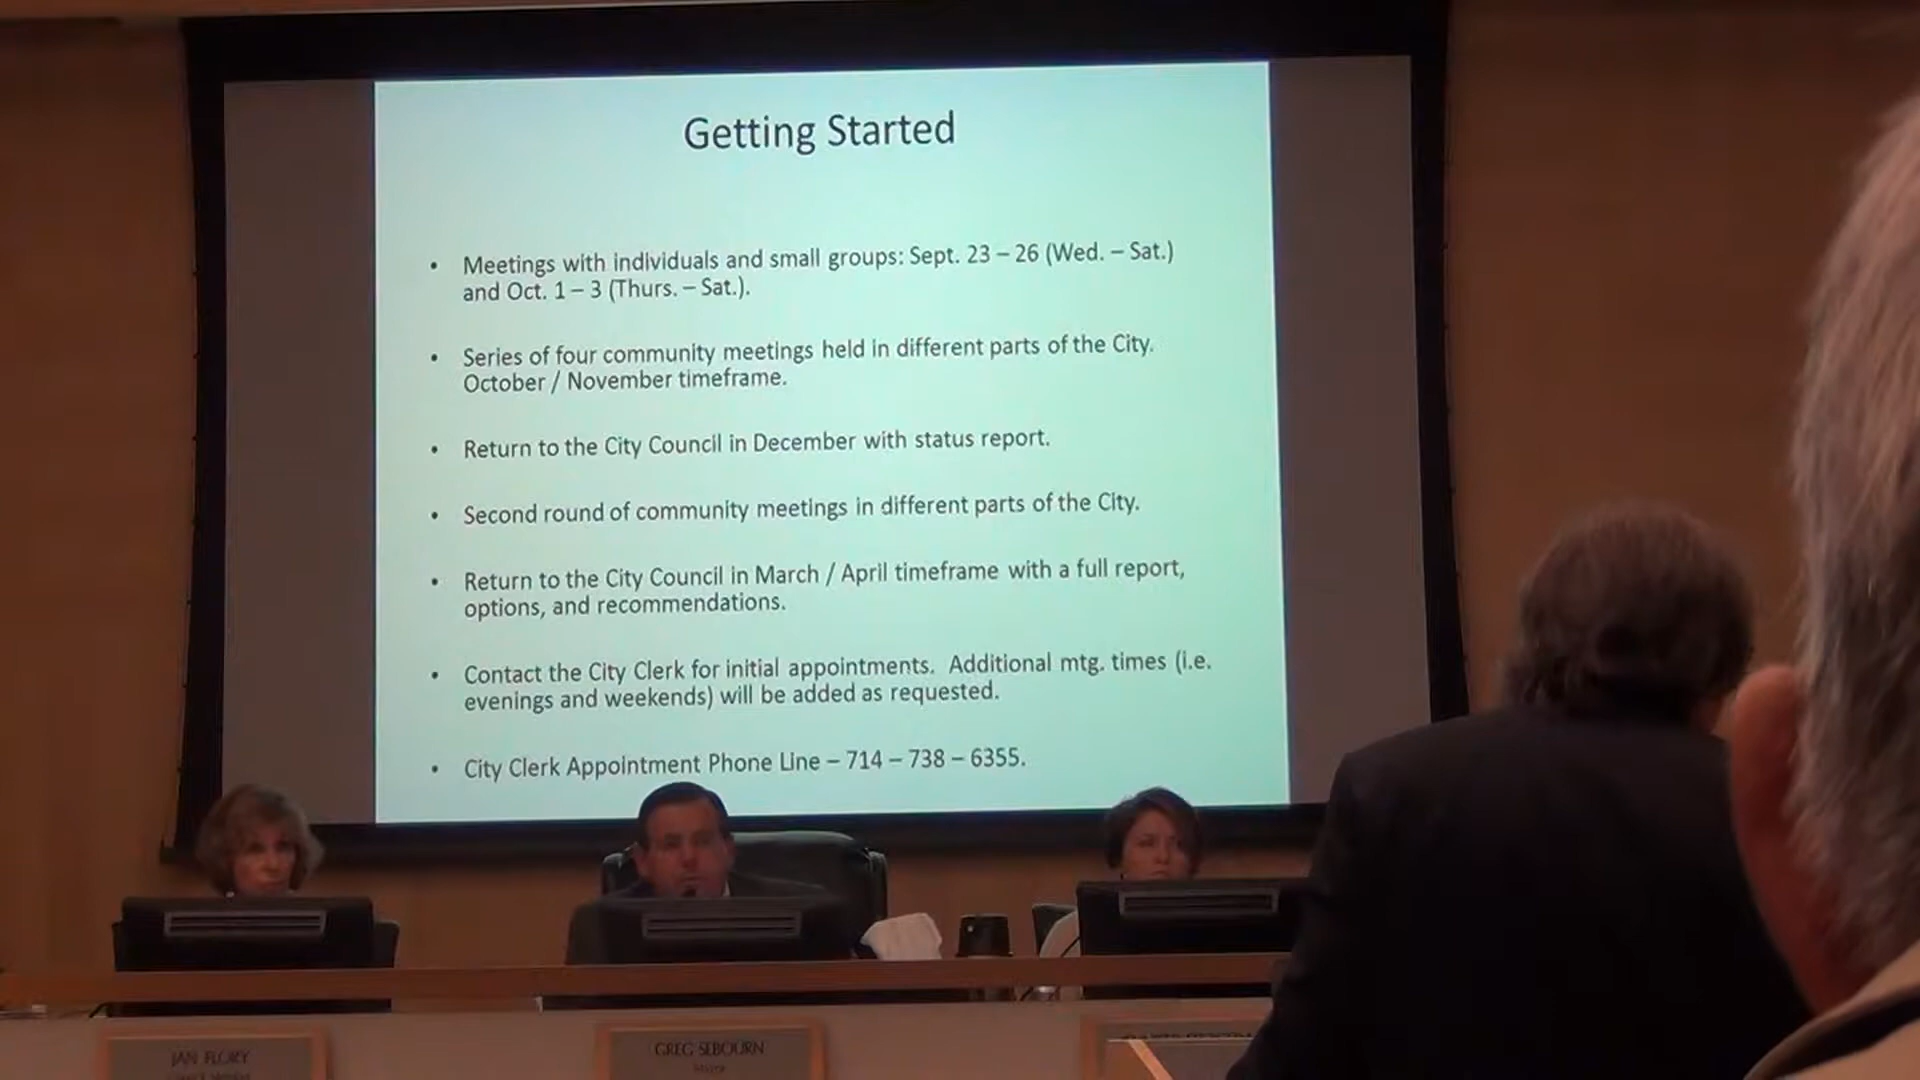 Getting Started
• Meetings with individuals and small groups: Sept. 23 – 26 (Wed. – Sat.)
and Oct. 1 – 3 (Thurs. – Sat.).
• Series of four community meetings held in different parts of the City.
October / November timeframe.
• Return to the City Council in December with status report.
• Second round of community meetings in different parts of the City.
• Return to the City Council in March / April timeframe with a full report,
options, and recommendations.
• Contact the City Clerk for initial appointments. Additional mtg. times (i.e.
evenings and weekends) will be added as requested.
• City Clerk Appointment Phone Line – 714 – 738 – 6355.
JAN FLORY
GREG SEBOURN